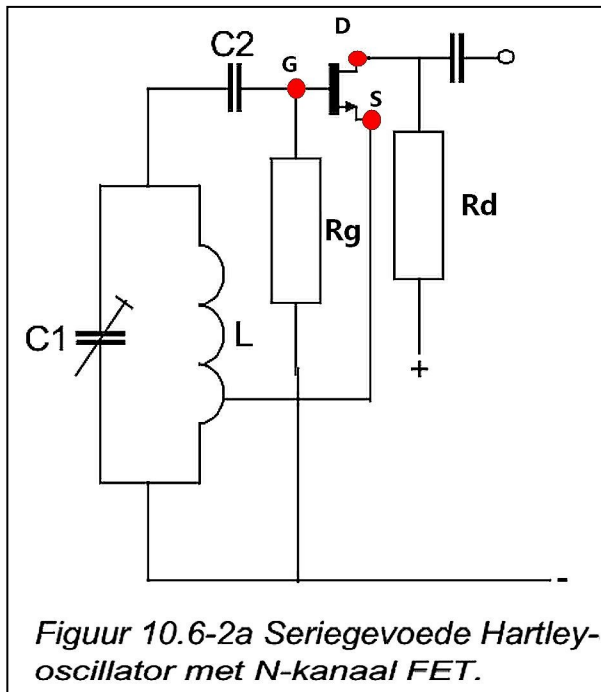 D
C2
G
S
Rg
Rd
C1
L
+
-
Figuur 10.6-2a Seriegevoede Hartley-
oscillator met N-kanaal FET.